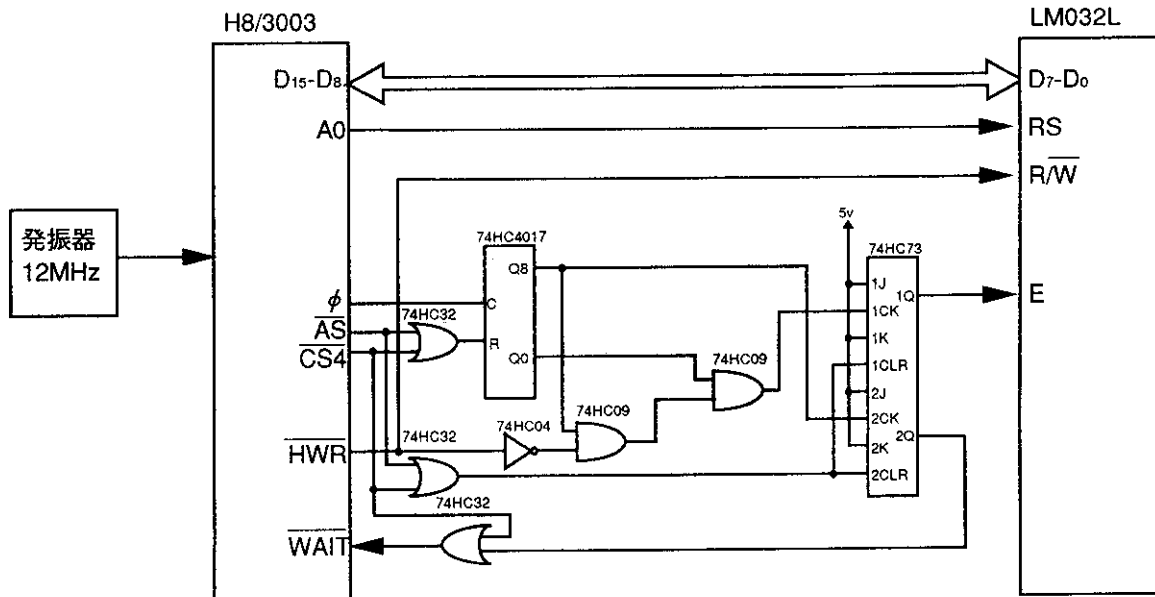 H8/3003
LM032L
D15-D8
D7-D0
A0
RS
R/W
発振器
12MHz
5v
74HC4017
74HC73
Q8
1J
1Q
E
φ
C
1CK
AS
74HC32
R
1K
CS4
Q0
74HC09
1CLR
2J
74HC09
2CK
74HC04
2Q
HWR
74HC32
2K
2CLR
74HC32
WAIT